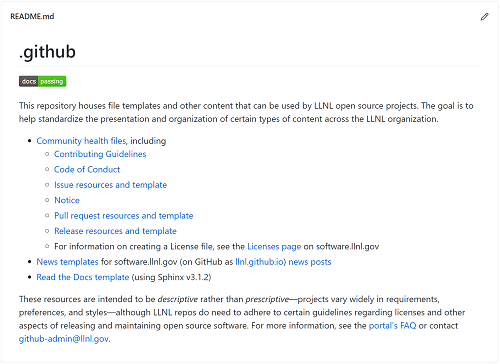 README.md
.github
docs passing
This repository houses file templates and other content that can be used by LLNL open source projects. The goal is to
help standardize the presentation and organization of certain types of content across the LLNL organization.
Community health files, including
Contributing Guidelines
Code of Conduct
Issue resources and template
Notice
Pull request resources and template
Release resources and template
For information on creating a License file, see the Licenses page on software.llnl.gov
News templates for software.llnl.gov (on GitHub as llnl.github.io) news posts
Read the Docs template (using Sphinx v3.1.2)
These resources are intended to be descriptive rather than prescriptive—projects vary widely in requirements,
preferences, and styles—although LLNL repos do need to adhere to certain guidelines regarding licenses and other
aspects of releasing and maintaining open source software. For more information, see the portal's FAQ or contact
github-admin@llnl.gov.